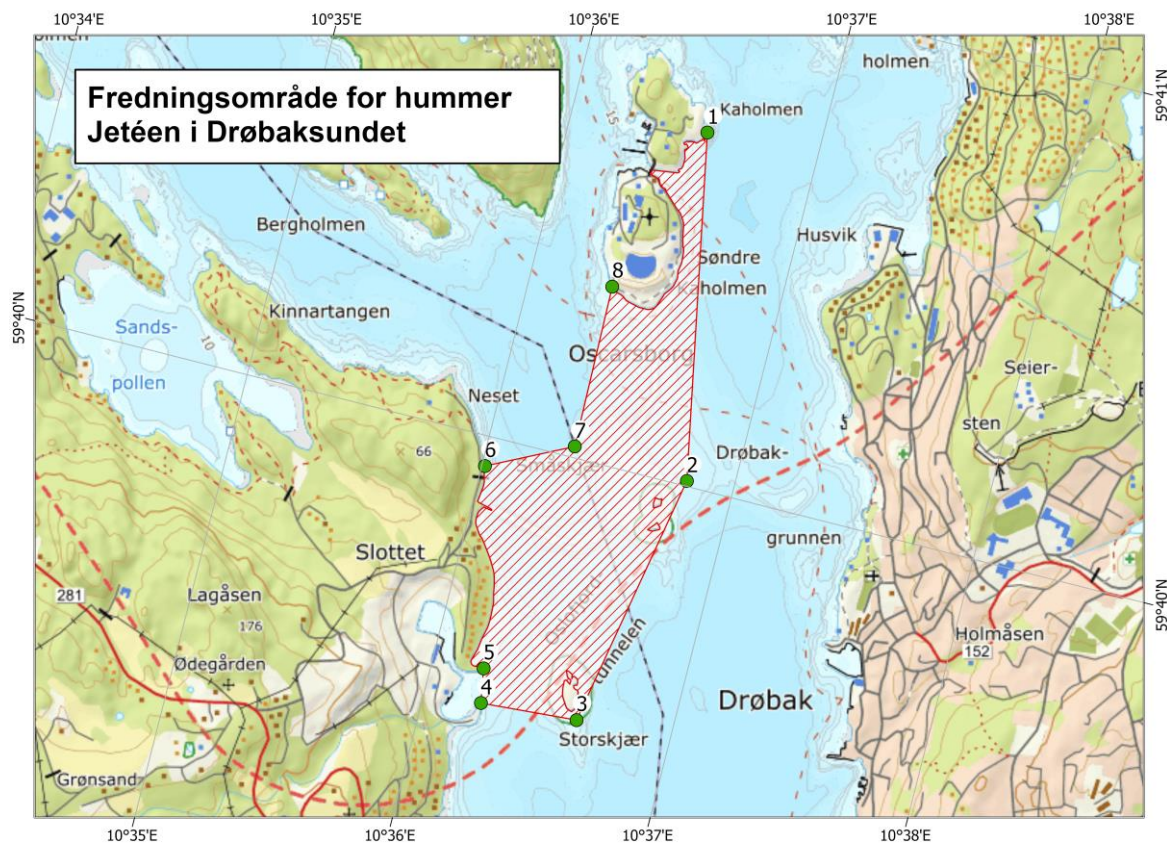 10°34'E
10°35'E
10°36'E
10°37'E
10°38'E
Fredningsområde for hummer
Jetéen i Drøbaksundet
holmen
59°41'N
15
1
Kaholmen
Bergholmen
Husvik
Søndre
Kaholmen
8
59°40'N
Kinnartangen
Sands-
pollen
10
Oscarsborg
Seier-
sten
Neset
7
66
6
Småskjær
2
Drøbak-
grunnen
Slottet
281
Lagåsen
176
Oslofjord
tunnelen
59°40'N
Holmåsen
152
Ødegården
5
4
3
Drøbak
Storskjær
Grønsand
10°35'E
10°36'E
10°37'E
10°38'E